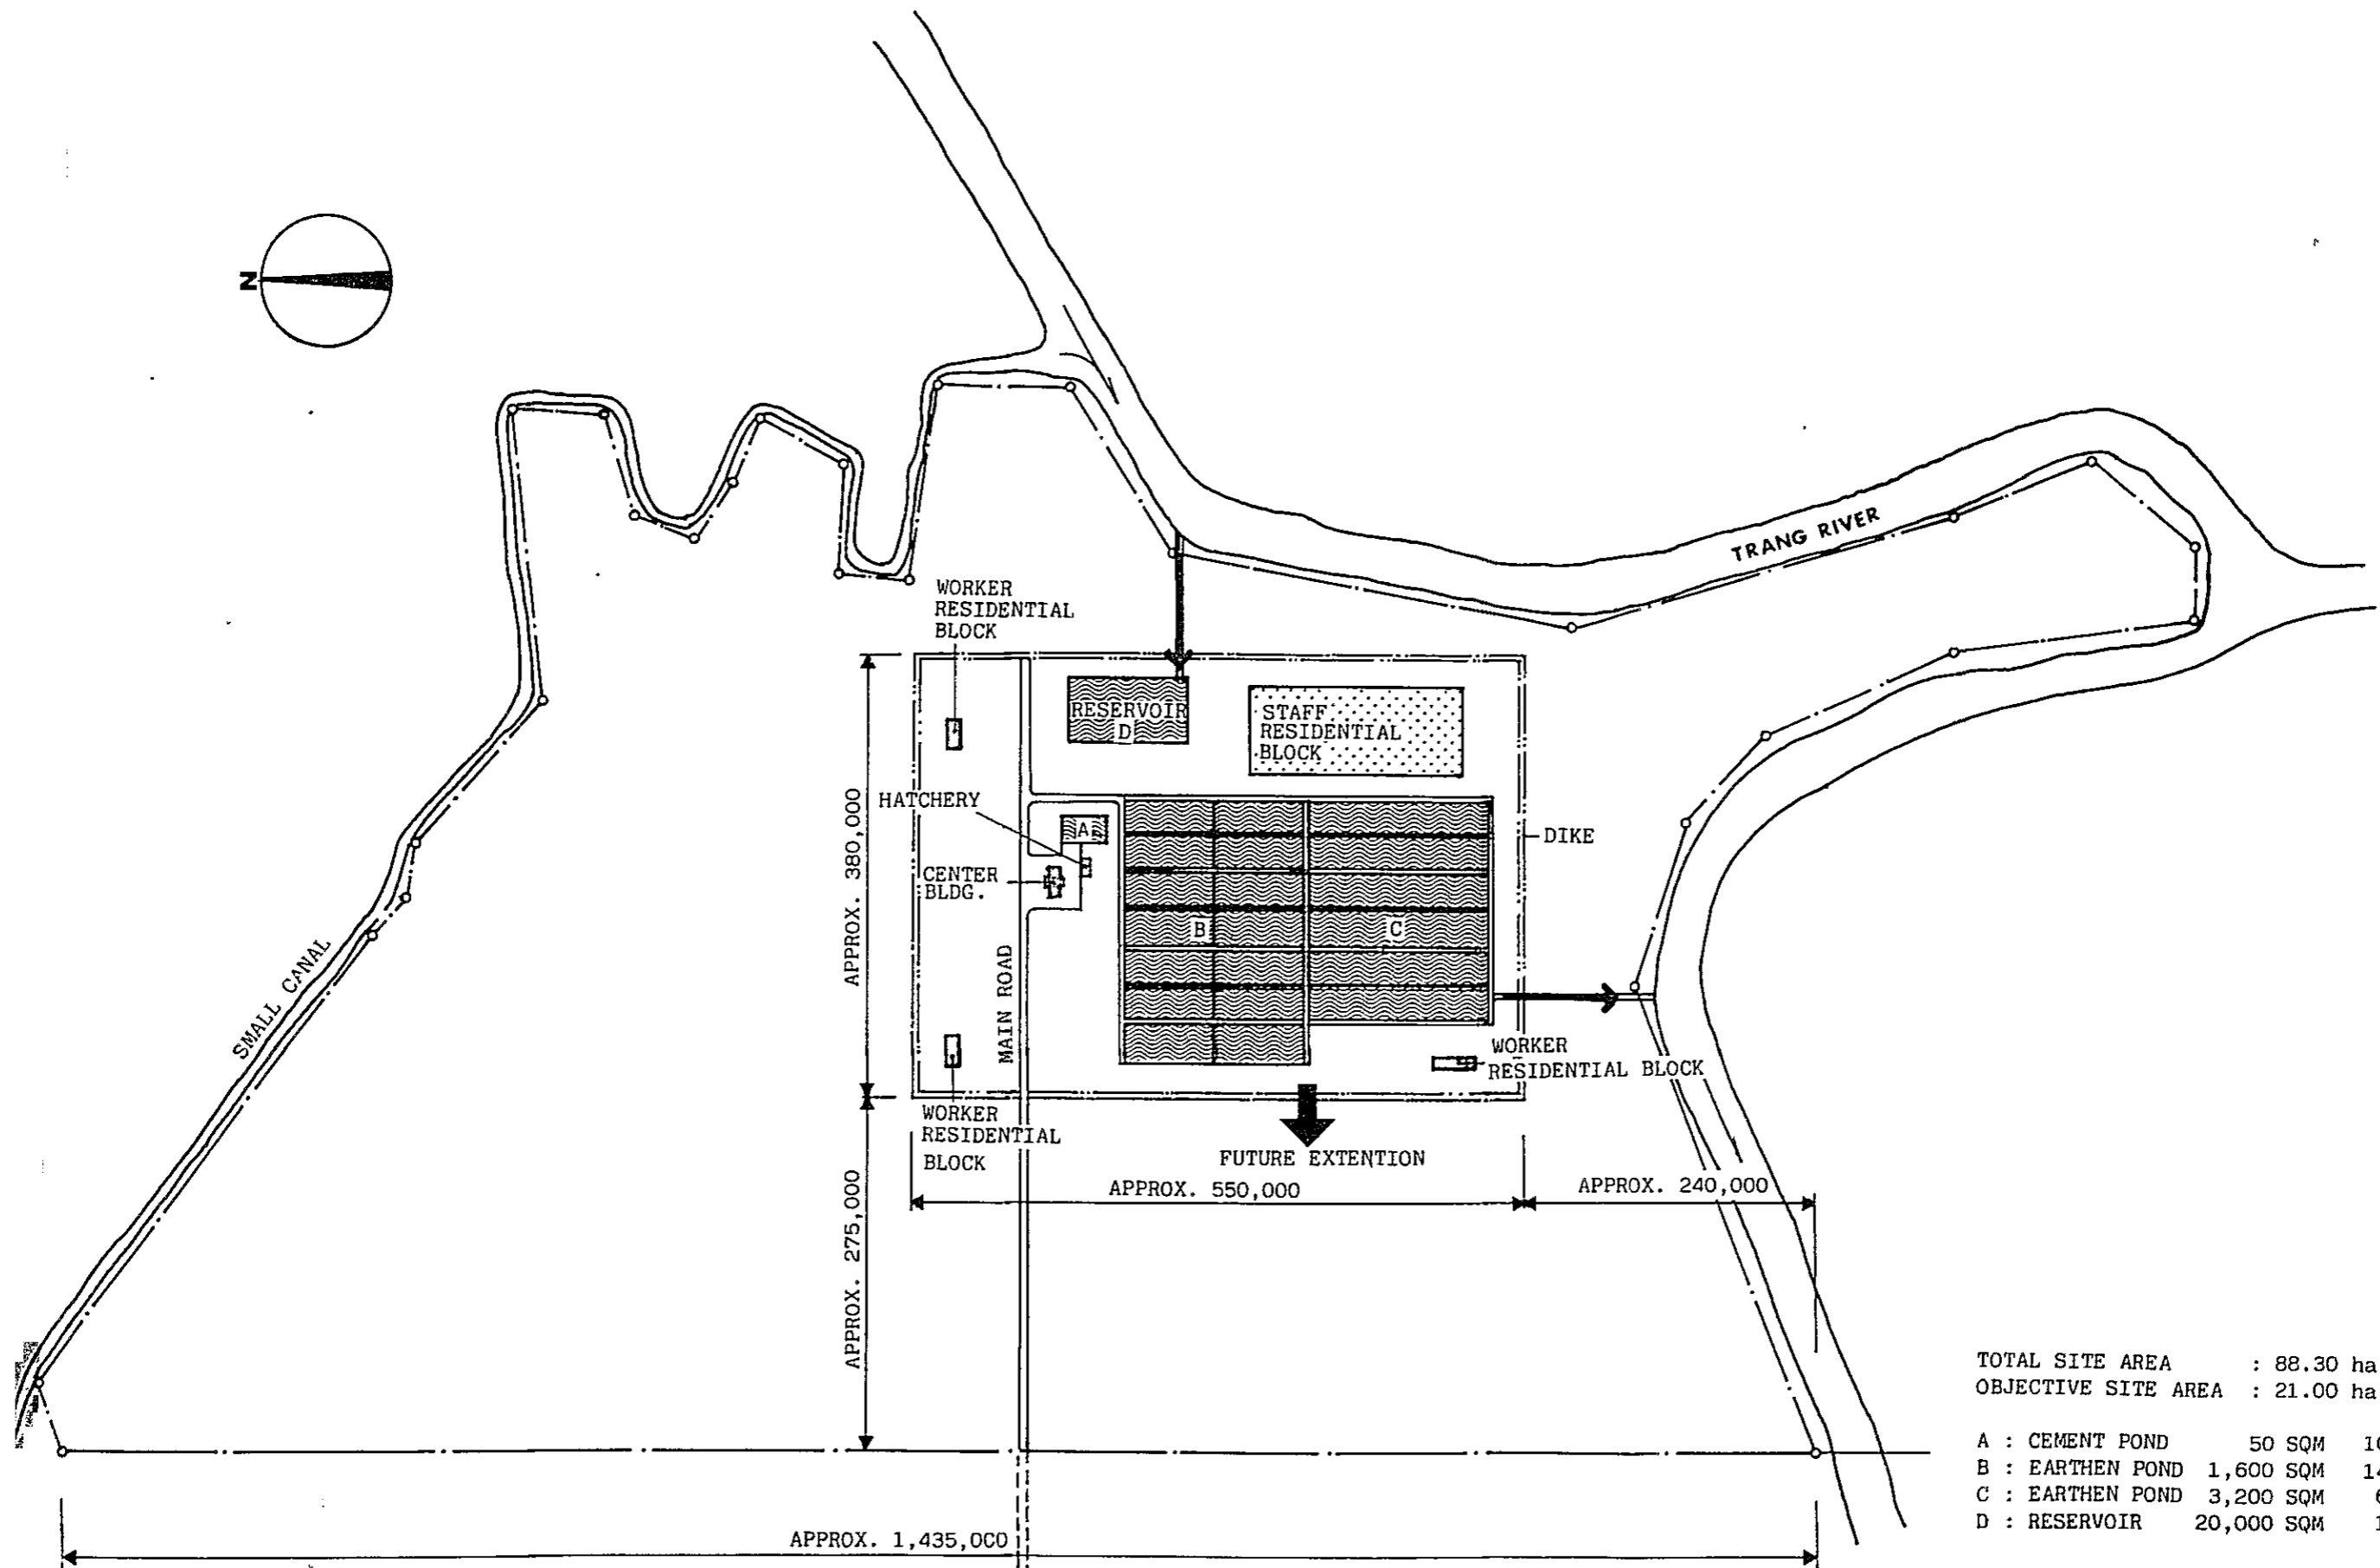 N
TRANG RIVER
WORKER
RESIDENTIAL
BLOCK
RESERVOIR
D
STAFF
RESIDENTIAL
BLOCK
HATCHERY
A
DIKE
CENTER
BLDG.
B
C
APPROX. 380,000
MAIN ROAD
SMALL CANAL
WORKER
RESIDENTIAL BLOCK
WORKER
RESIDENTIAL
BLOCK
FUTURE EXTENTION
APPROX. 550,000
APPROX. 240,000
APPROX. 275,000
APPROX. 1,435,000
TOTAL SITE AREA : 88.30 ha
OBJECTIVE SITE AREA : 21.00 ha
A : CEMENT POND 50 SQM
B : EARTHEN POND 1,600 SQM 14
C : EARTHEN POND 3,200 SQM
D : RESERVOIR 20,000 SQM 1